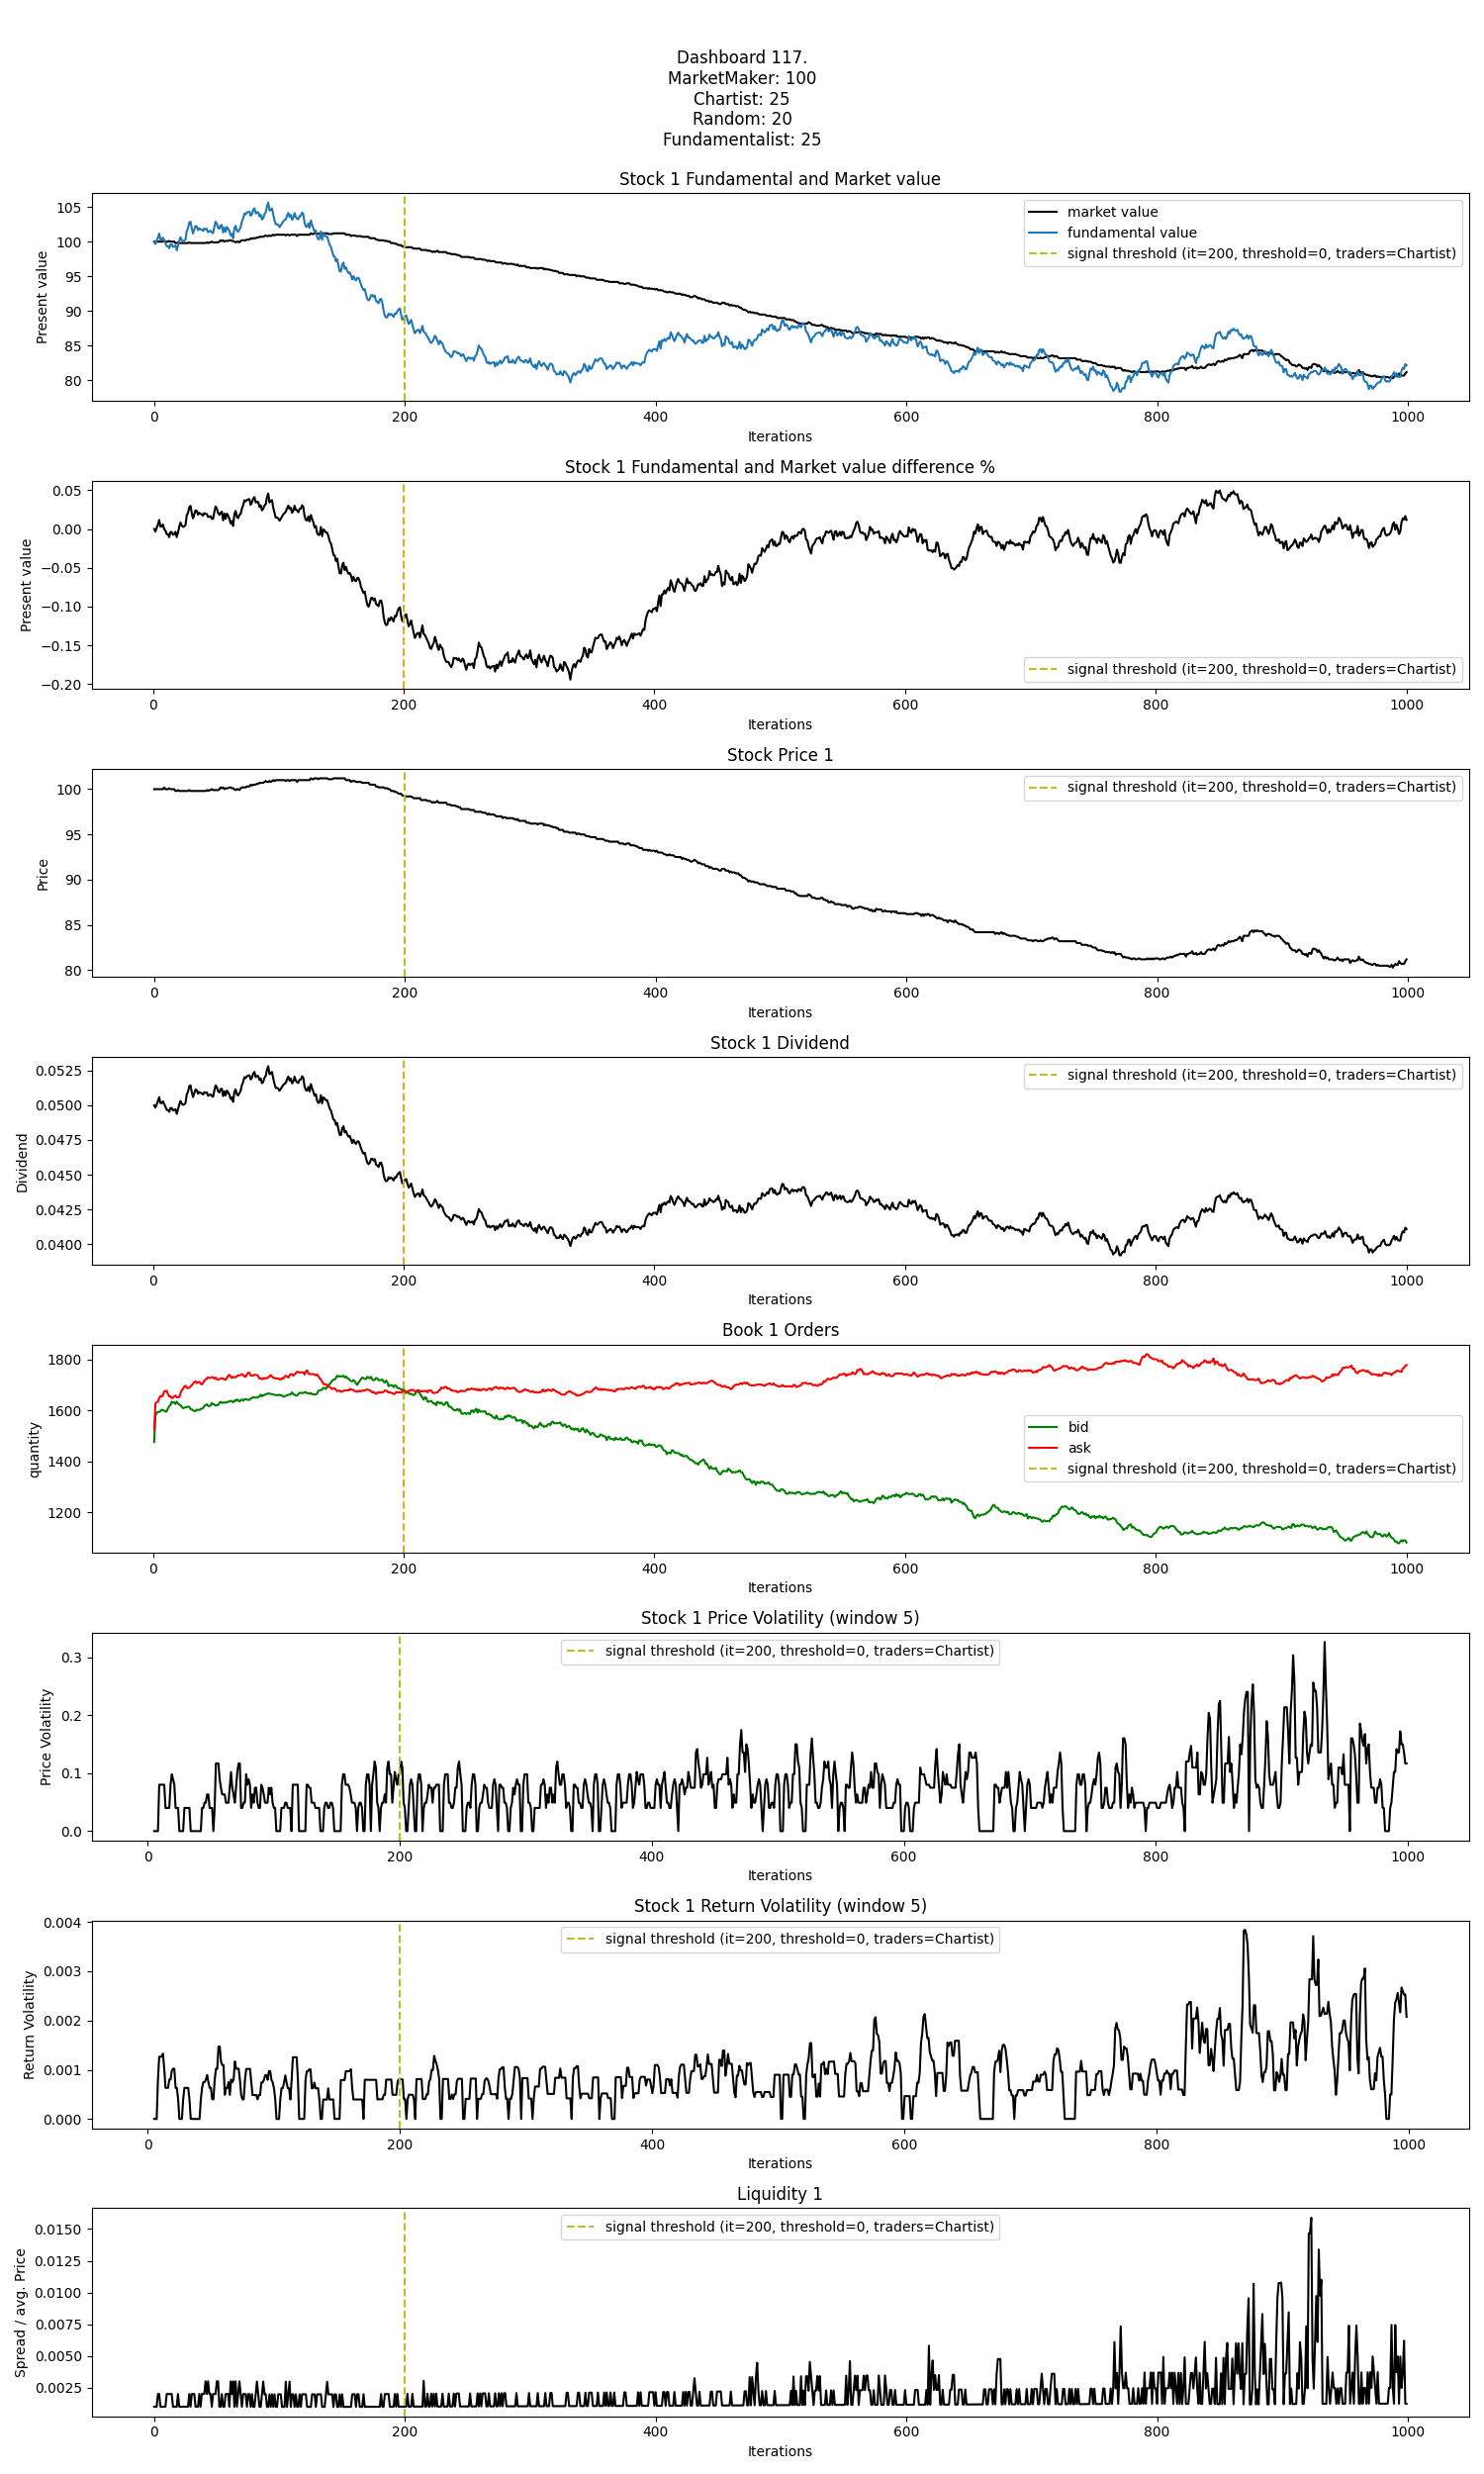 Dashboard 117.
MarketMaker: 100
Chartist: 25
Random: 20
Fundamentalist: 25
Stock 1 Fundamental and Market value
Present value
105
100
95
90
85
80
market value
fundamental value
signal threshold (it=200, threshold=0, traders=Chartist)
0 200 400 600 800 1000
Iterations
Stock 1 Fundamental and Market value difference %
Present value
0.05
0.00
−0.05
−0.10
−0.15
−0.20
signal threshold (it=200, threshold=0, traders=Chartist)
0 200 400 600 800 1000
Iterations
Stock Price 1
Price
100
95
90
85
80
signal threshold (it=200, threshold=0, traders=Chartist)
0 200 400 600 800 1000
Iterations
Stock 1 Dividend
Dividend
0.0525
0.0500
0.0475
0.0450
0.0425
0.0400
signal threshold (it=200, threshold=0, traders=Chartist)
0 200 400 600 800 1000
Iterations
Book 1 Orders
quantity
1800
1600
1400
1200
bid
ask
signal threshold (it=200, threshold=0, traders=Chartist)
0 200 400 600 800 1000
Iterations
Stock 1 Price Volatility (window 5)
Price Volatility
0.3
0.2
0.1
0.0
signal threshold (it=200, threshold=0, traders=Chartist)
0 200 400 600 800 1000
Iterations
Stock 1 Return Volatility (window 5)
Return Volatility
0.004
0.003
0.002
0.001
0.000
signal threshold (it=200, threshold=0, traders=Chartist)
0 200 400 600 800 1000
Iterations
Liquidity 1
Spread / avg. Price
0.0150
0.0125
0.0100
0.0075
0.0050
0.0025
signal threshold (it=200, threshold=0, traders=Chartist)
0 200 400 600 800 1000
Iterations